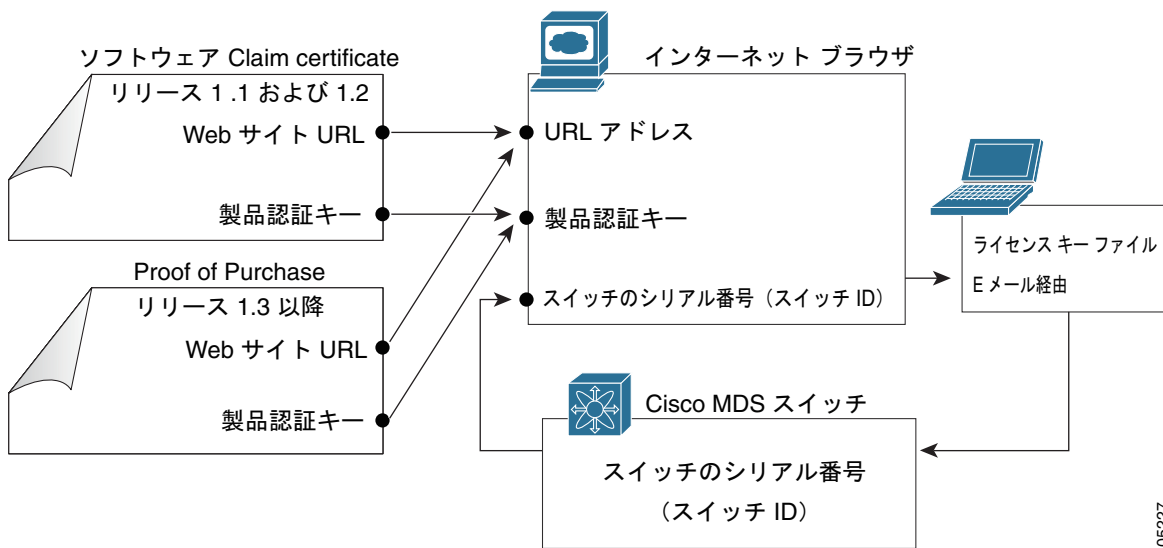 ソフトウェア Claim certificate
リリース 1 .1 および 1.2
Web サイト URL
製品認証キー
Proof of Purchase
リリース 1.3 以降
Web サイト URL
製品認証キー
インターネット ブラウザ
URL アドレス
製品認証キー
スイッチのシリアル番号（スイッチ ID）
ライセンス キー ファイル
E メール経由
Cisco MDS スイッチ
スイッチのシリアル番号
（スイッチ ID）